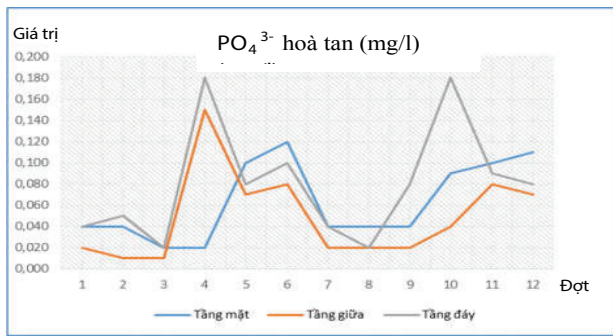 Giá trị
PO₄³⁻ hoà tan (mg/l)
0,200
0,180
0,160
0,140
0,120
0,100
0,080
0,060
0,040
0,020
0,000
1 2 3 4 5 6 7 8 9 10 11 12
Đợt
Tầng mặt Tầng giữa Tầng đáy